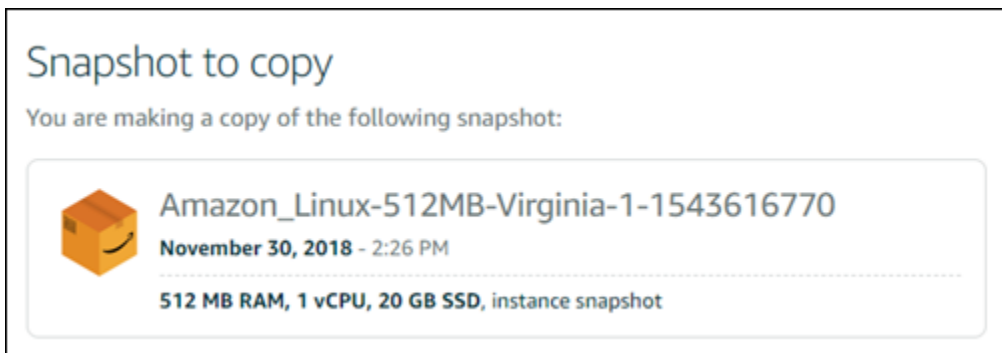 Snapshot to copy
You are making a copy of the following snapshot:
Amazon_Linux-512MB-Virginia-1-1543616770
November 30, 2018 - 2:26 PM
512 MB RAM, 1 vCPU, 20 GB SSD, instance snapshot